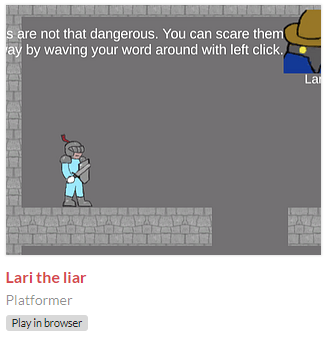 s are not that dangerous. You can scare them
ay by waving your word around with left click.
Lar
Lari the liar
Platformer
Play in browser